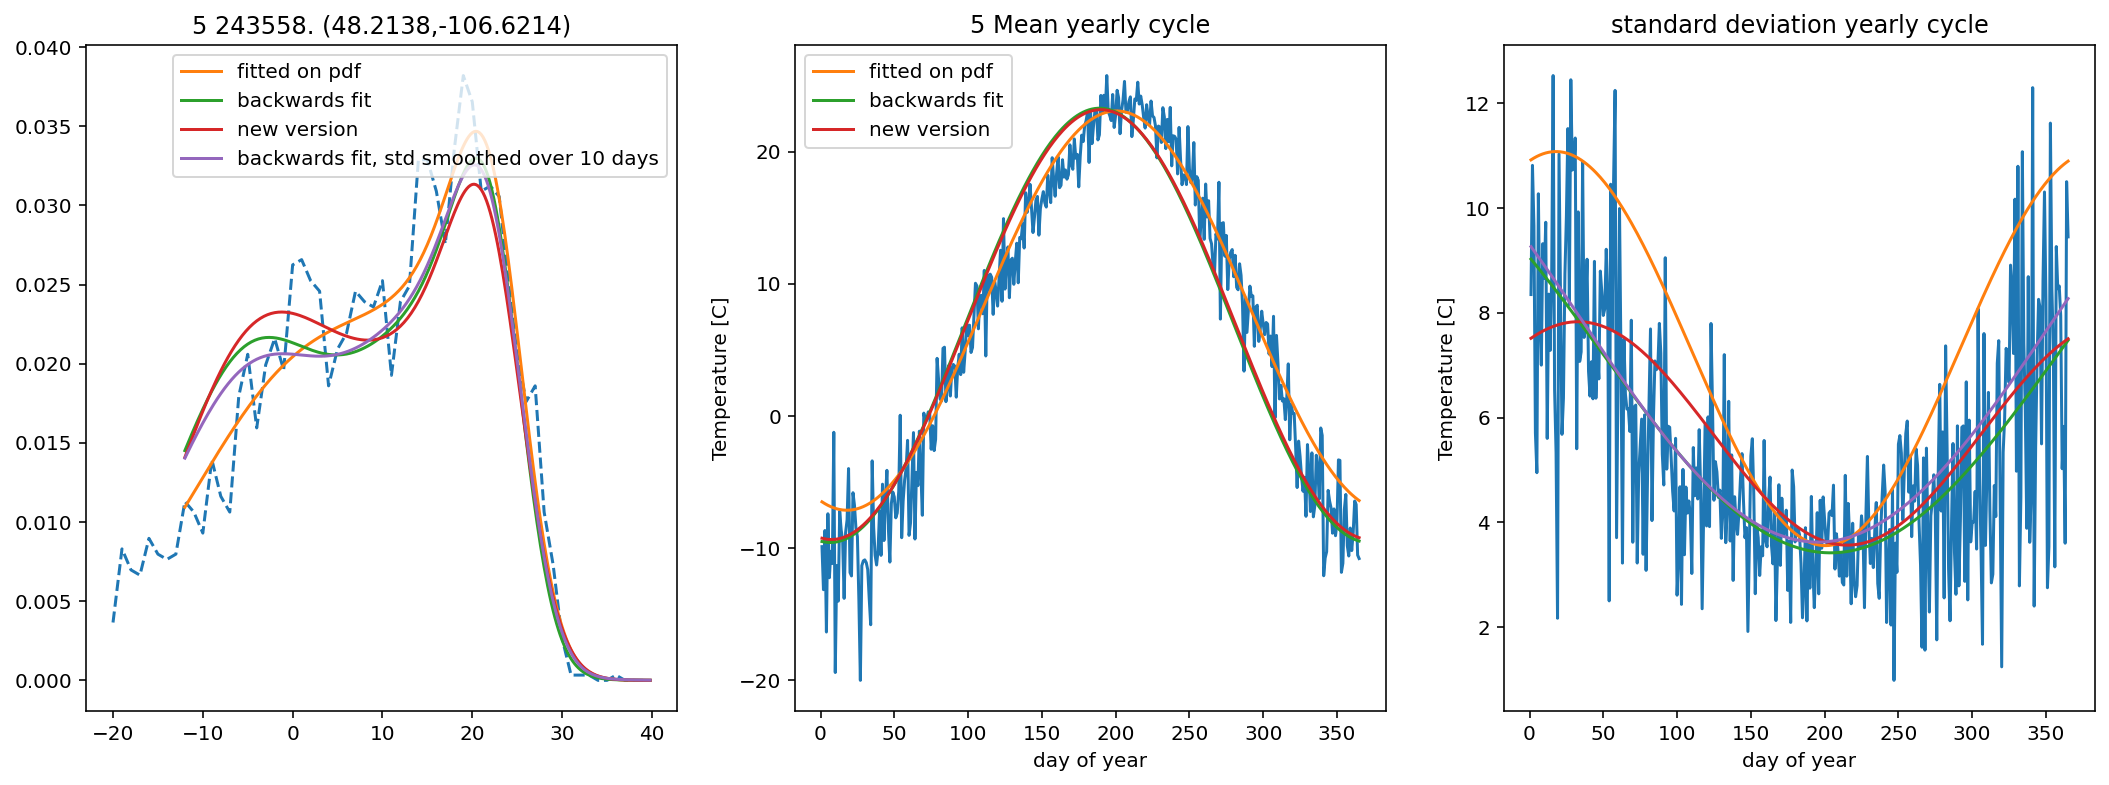 5 243558. (48.2138,-106.6214)
0.040
0.035
0.030
0.025
0.020
0.015
0.010
0.005
0.000
fitted on pdf
backwards fit
new version
backwards fit, std smoothed over 10 days
−20 −10 0 10 20 30 40
5 Mean yearly cycle
Temperature [C]
20
10
0
−10
−20
fitted on pdf
backwards fit
new version
0 50 100 150 200 250 300 350
day of year
standard deviation yearly cycle
Temperature [C]
12
10
8
6
4
2
0 50 100 150 200 250 300 350
day of year